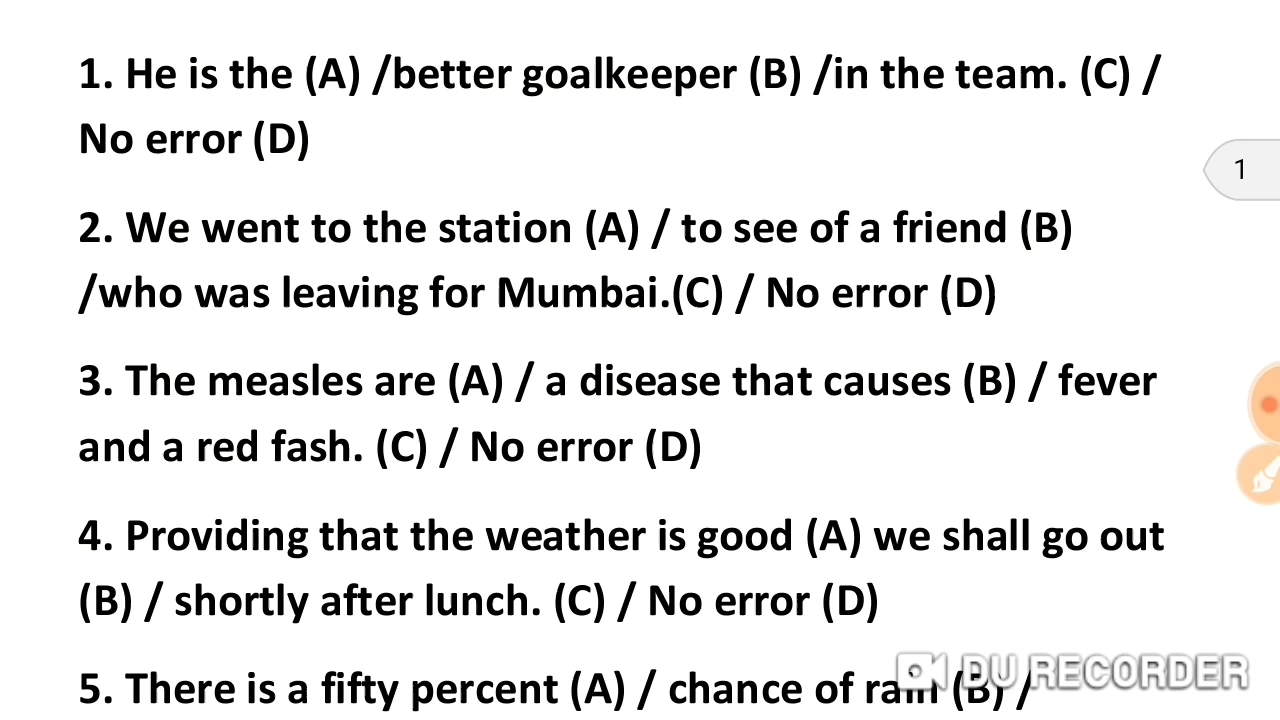 1. He is the (A) /better goalkeeper (B) /in the team. (C) /
No error (D)
1
2. We went to the station (A) / to see of a friend (B)
/who was leaving for Mumbai.(C) / No error (D)
3. The measles are (A) / a disease that causes (B) / fever
and a red fash. (C) / No error (D)
4. Providing that the weather is good (A) we shall go out
(B) / shortly after lunch. (C) / No error (D)
5. There is a fifty percent (A) / chance of rain (B) /
DU RECORDER